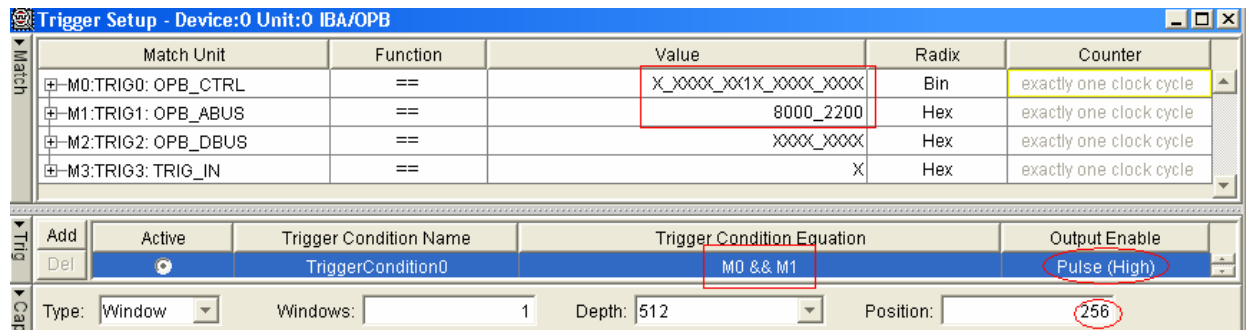 Trigger Setup - Device:0 Unit:0 IBA/OPB
Match
Match Unit Function Value Radix Counter
M0:TRIG0: OPB_CTRL == X_XXXX_XX1X_XXXX_XXXX Bin exactly one clock cycle
M1:TRIG1: OPB_ABUS == 8000_2200 Hex exactly one clock cycle
M2:TRIG2: OPB_DBUS == XXXX_XXXX Hex exactly one clock cycle
M3:TRIG3: TRIG_IN == X Hex exactly one clock cycle
Trig
Add Active Trigger Condition Name Trigger Condition Equation Output Enable
Del TriggerCondition0 M0 && M1 Pulse (High)
Cap
Type: Window Windows: 1 Depth: 512 Position: 256